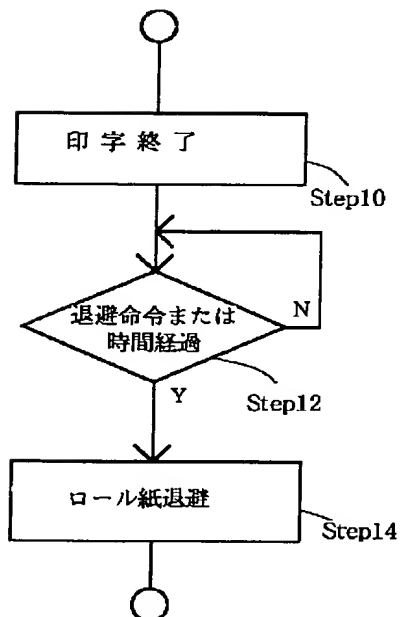 印字終了
Step10
退避命令または
時間経過
N
Y
Step12
ロール紙退避
Step14